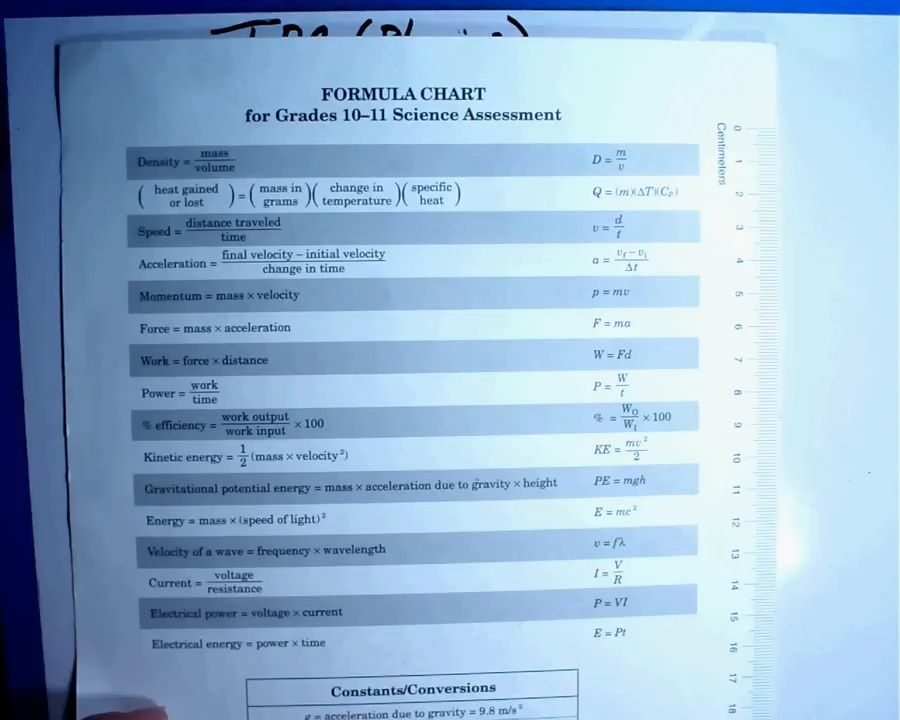 FORMULA CHART
for Grades 10–11 Science Assessment
Density = mass / volume D = m / v
( heat gained or lost ) = ( mass in grams )( change in temperature )( specific heat ) Q = (m)(ΔT)(Cp)
Speed = distance traveled / time v = d / t
Acceleration = final velocity – initial velocity / change in time a = vf – vi / Δt
Momentum = mass × velocity p = mv
Force = mass × acceleration F = ma
Work = force × distance W = Fd
Power = work / time P = W / t
% efficiency = work output / work input × 100 % = WO / WI × 100
Kinetic energy = 1/2 (mass × velocity²) KE = mv² / 2
Gravitational potential energy = mass × acceleration due to gravity × height PE = mgh
Energy = mass × (speed of light)² E = mc²
Velocity of a wave = frequency × wavelength v = fλ
Current = voltage / resistance I = V / R
Electrical power = voltage × current P = VI
Electrical energy = power × time E = Pt
Constants/Conversions
g = acceleration due to gravity = 9.8 m/s²
Centimeters
0
1
2
3
4
5
6
7
8
9
10
11
12
13
14
15
16
17
18